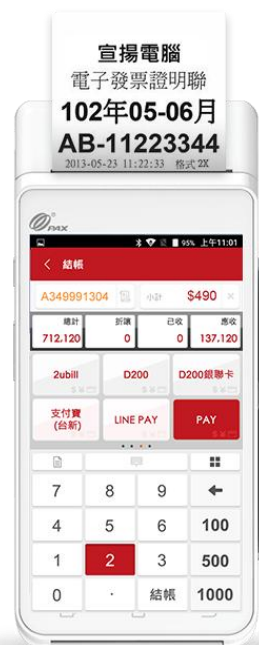 宣揚電腦
電子發票證明聯
102年05-06月
AB-11223344
2013-05-23 11:22:33 格式 2X
PAX
95% 上午11:01
< 結帳
A349991304 小計 $490 ×
總計 折讓 已收 應收
712.120 0 0 137.120
2ubill D200 D200銀聯卡
支付寶 LINE PAY PAY
(台新)
7 8 9
4 5 6 100
1 2 3 500
0 · 結帳 1000